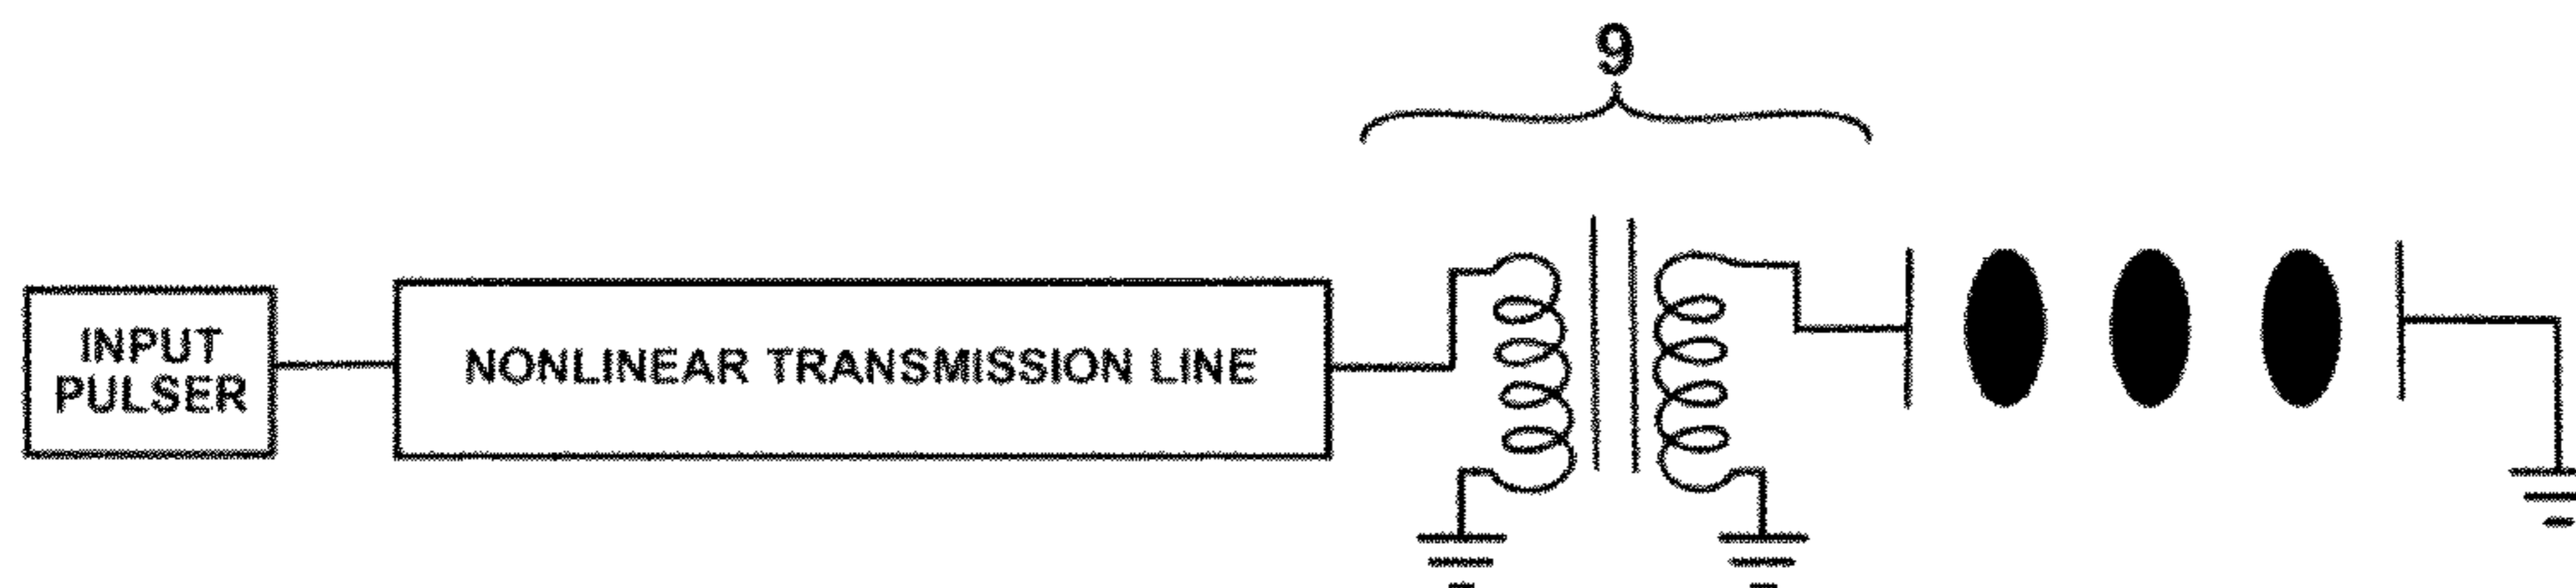 9
INPUT
PULSER
NONLINEAR TRANSMISSION LINE